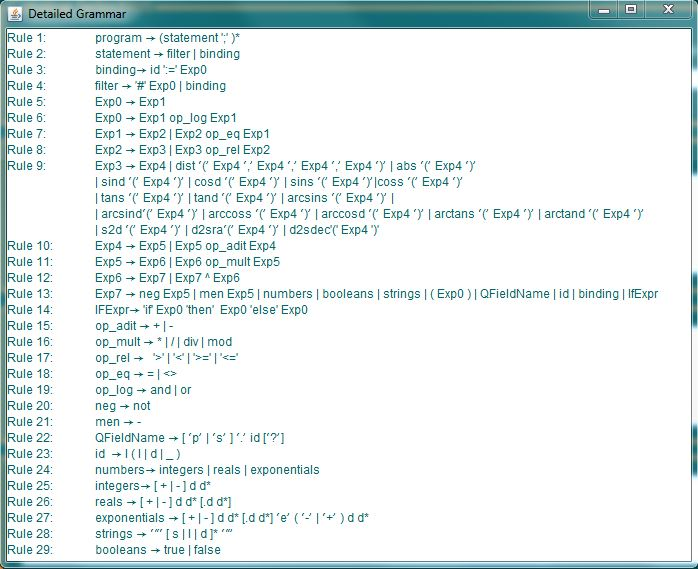 Detailed Grammar
Rule 1: program → (statement ';' )*
Rule 2: statement → filter | binding
Rule 3: binding→ id ':=' Exp0
Rule 4: filter → '#' Exp0 | binding
Rule 5: Exp0 → Exp1
Rule 6: Exp0 → Exp1 op_log Exp1
Rule 7: Exp1 → Exp2 | Exp2 op_eq Exp1
Rule 8: Exp2 → Exp3 | Exp3 op_rel Exp2
Rule 9: Exp3 → Exp4 | dist ‘(’ Exp4 ‘,’ Exp4 ‘,’ Exp4 ‘,’ Exp4 ‘)’ | abs ‘(’ Exp4 ‘)’
| sind ‘(’ Exp4 ‘)’ | cosd ‘(’ Exp4 ‘)’ | sins ‘(’ Exp4 ‘)’ |coss ‘(’ Exp4 ‘)’
| tans ‘(’ Exp4 ‘)’ | tand ‘(’ Exp4 ‘)’ | arcsins ‘(’ Exp4 ‘)’ |
| arcsind‘(’ Exp4 ‘)’ | arccoss ‘(’ Exp4 ‘)’ | arccosd ‘(’ Exp4 ‘)’ | arctans ‘(’ Exp4 ‘)’ | arctand ‘(’ Exp4 ‘)’
| s2d ‘(’ Exp4 ‘)’ | d2sra‘(’ Exp4 ‘)’ | d2sdec'(' Exp4 ')'
Rule 10: Exp4 → Exp5 | Exp5 op_adit Exp4
Rule 11: Exp5 → Exp6 | Exp6 op_mult Exp5
Rule 12: Exp6 → Exp7 | Exp7 ^ Exp6
Rule 13: Exp7 → neg Exp5 | men Exp5 | numbers | booleans | strings | ( Exp0 ) | QFieldName | id | binding | IfExpr
Rule 14: IFExpr→ 'if' Exp0 'then' Exp0 'else' Exp0
Rule 15: op_adit → + | -
Rule 16: op_mult → * | / | div | mod
Rule 17: op_rel → '>' | '<' | '>=' | '<='
Rule 18: op_eq → = | <>
Rule 19: op_log → and | or
Rule 20: neg → not
Rule 21: men → -
Rule 22: QFieldName → [ ‘p’ | ‘s’ ] ‘.’ id [‘?’]
Rule 23: id → l ( l | d | _ )
Rule 24: numbers→ integers | reals | exponentials
Rule 25: integers→ [ + | - ] d d*
Rule 26: reals → [ + | - ] d d* [.d d*]
Rule 27: exponentials → [ + | - ] d d* [.d d*] ‘e’ ( ‘-’ | ‘+’ ) d d*
Rule 28: strings → ‘“’ [ s | l | d ]* ‘“’
Rule 29: booleans → true | false